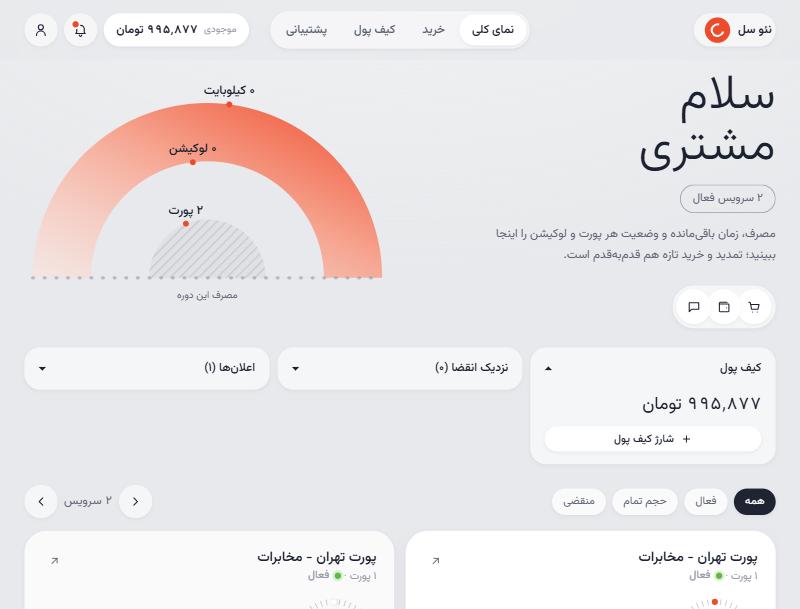 نئو سل
نمای کلی
خرید
کیف پول
پشتیبانی
موجودی ۹۹۵,۸۷۷ تومان
سلام
مشتری
۲ سرویس فعال
مصرف، زمان باقی‌مانده و وضعیت هر پورت و لوکیشن را اینجا
ببینید؛ تمدید و خرید تازه هم قدم‌به‌قدم است.
۰ کیلوبایت
۰ لوکیشن
۲ پورت
مصرف این دوره
کیف پول
۹۹۵,۸۷۷ تومان
+ شارژ کیف پول
نزدیک انقضا (۰)
اعلان‌ها (۱)
همه
فعال
حجم تمام
منقضی
۲ سرویس
پورت تهران - مخابرات
۱ پورت · فعال
پورت تهران - مخابرات
۱ پورت · فعال